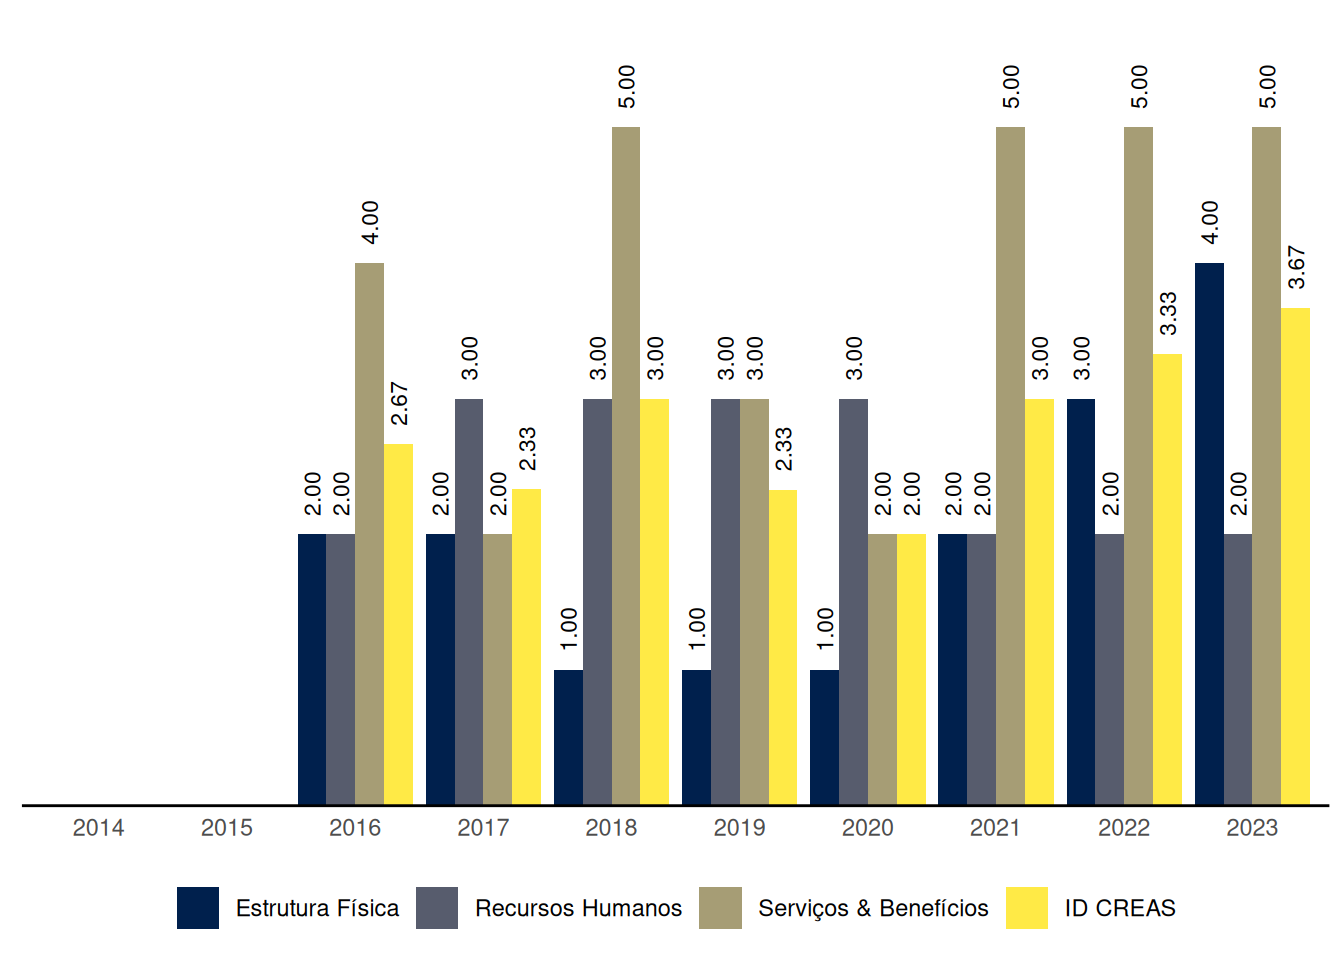 5.00 5.00 5.00 5.00
4.00 4.00
3.67
3.33
3.00 3.00 3.00 3.00 3.00 3.00 3.00 3.00
2.67
2.33 2.33
2.00 2.00 2.00 2.00 2.00 2.00 2.00 2.00 2.00 2.00
1.00 1.00 1.00
2014 2015 2016 2017 2018 2019 2020 2021 2022 2023
Estrutura Física Recursos Humanos Serviços & Benefícios ID CREAS